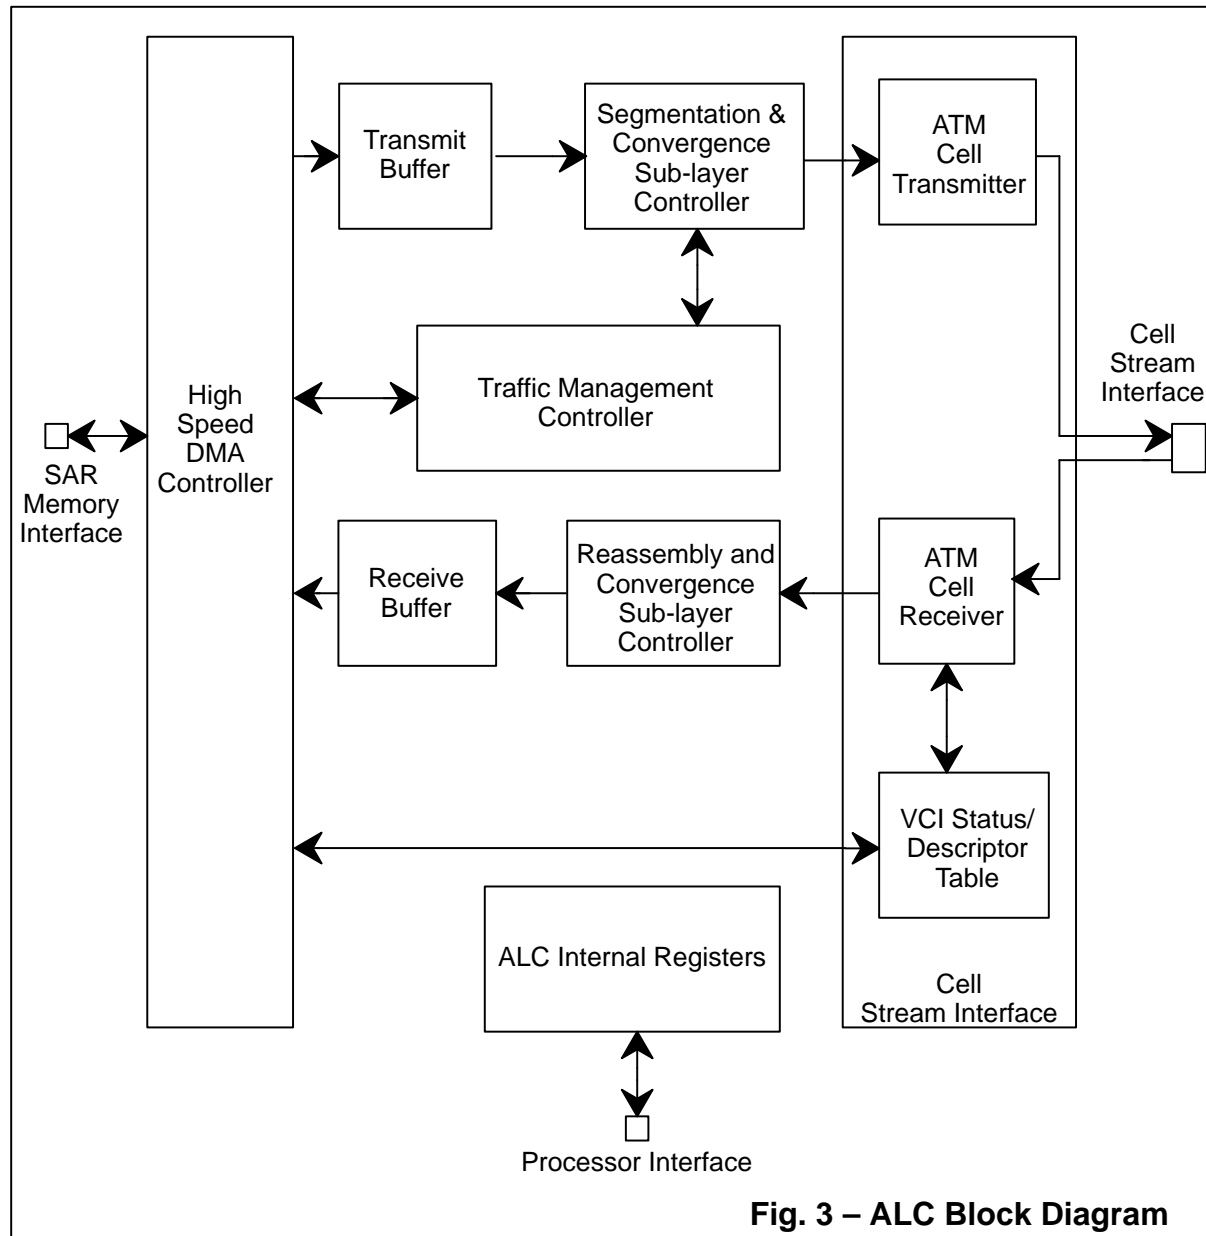 Transmit
Buffer
Segmentation &
Convergence
Sub-layer
Controller
ATM
Cell
Transmitter
Cell
Stream
Interface
High
Speed
DMA
Controller
Traffic Management
Controller
SAR
Memory
Interface
Receive
Buffer
Reassembly and
Convergence
Sub-layer
Controller
ATM
Cell
Receiver
VCI Status/
Descriptor
Table
ALC Internal Registers
Cell
Stream Interface
Processor Interface
Fig. 3 – ALC Block Diagram